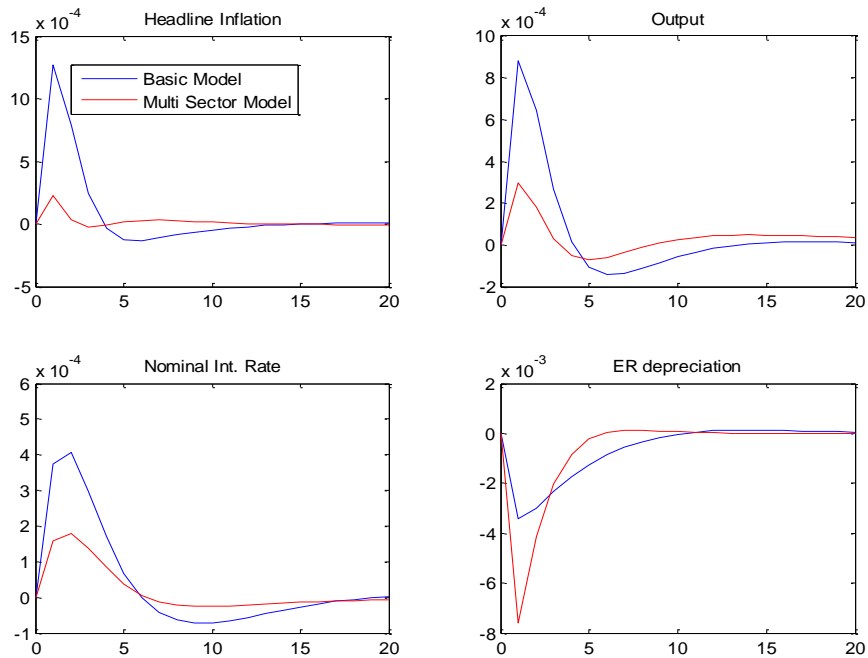 Headline Inflation
x 10^-4
15
10
5
0
-5
0 5 10 15 20
Basic Model
Multi Sector Model
Output
x 10^-4
10
8
6
4
2
0
-2
0 5 10 15 20
Nominal Int. Rate
x 10^-4
6
5
4
3
2
1
0
-1
0 5 10 15 20
ER depreciation
x 10^-3
2
0
-2
-4
-6
-8
0 5 10 15 20